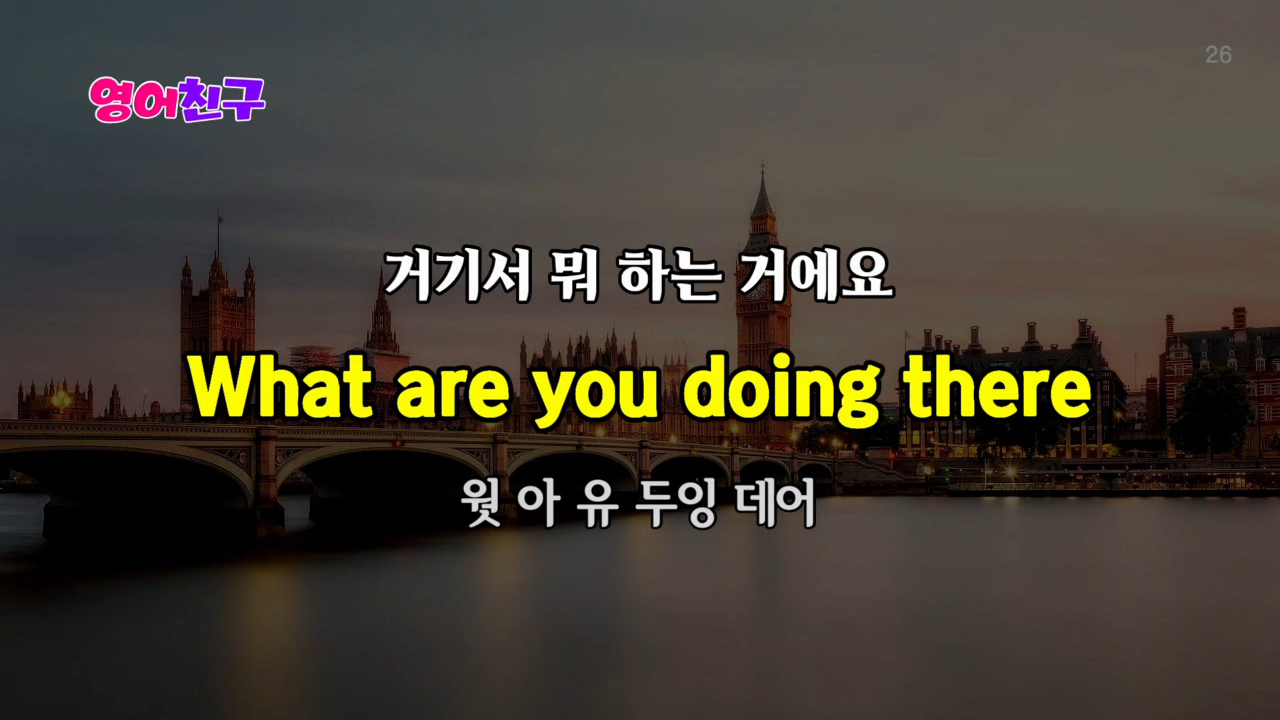 26
영어친구
거기서 뭐 하는 거에요
What are you doing there
웟 아 유 두잉 데어